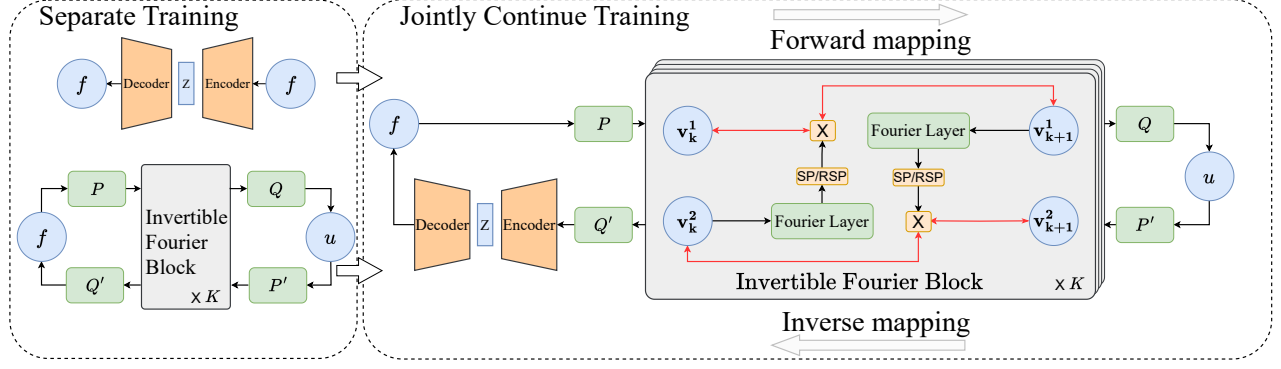 Separate Training
f
Decoder
Z
Encoder
f
P
Q
f
Invertible
Fourier
Block
x K
u
Q'
P'
Jointly Continue Training
Forward mapping
f
P
v_k^1
X
Fourier Layer
v_{k+1}^1
Q
SP/RSP
SP/RSP
u
Decoder
Z
Encoder
Q'
v_k^2
Fourier Layer
X
v_{k+1}^2
P'
Invertible Fourier Block
x K
Inverse mapping